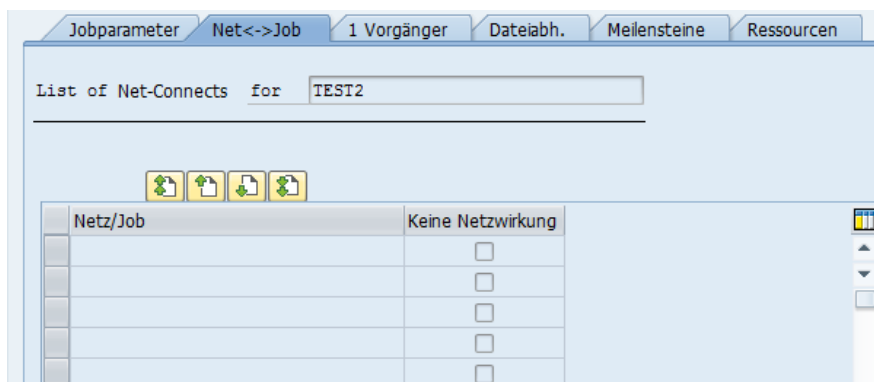 Jobparameter Net<->Job 1 Vorgänger Dateiabh. Meilensteine Ressourcen
List of Net-Connects for TEST2
Netz/Job Keine Netzwirkung